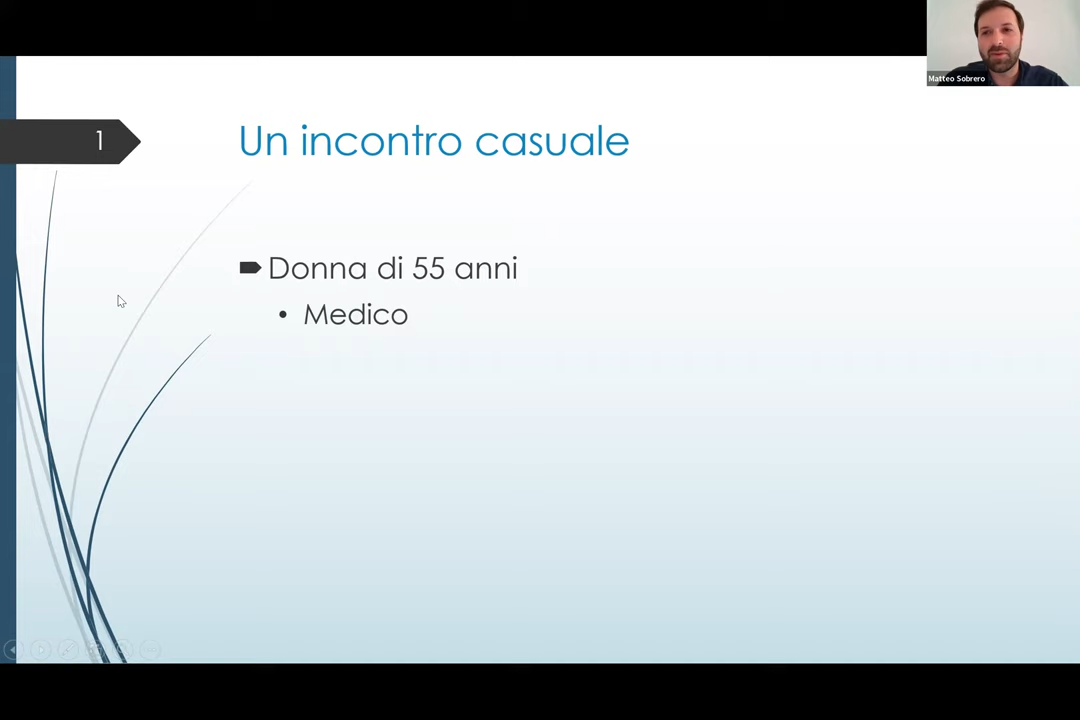 Matteo Sobrero
1
Un incontro casuale
Donna di 55 anni
• Medico